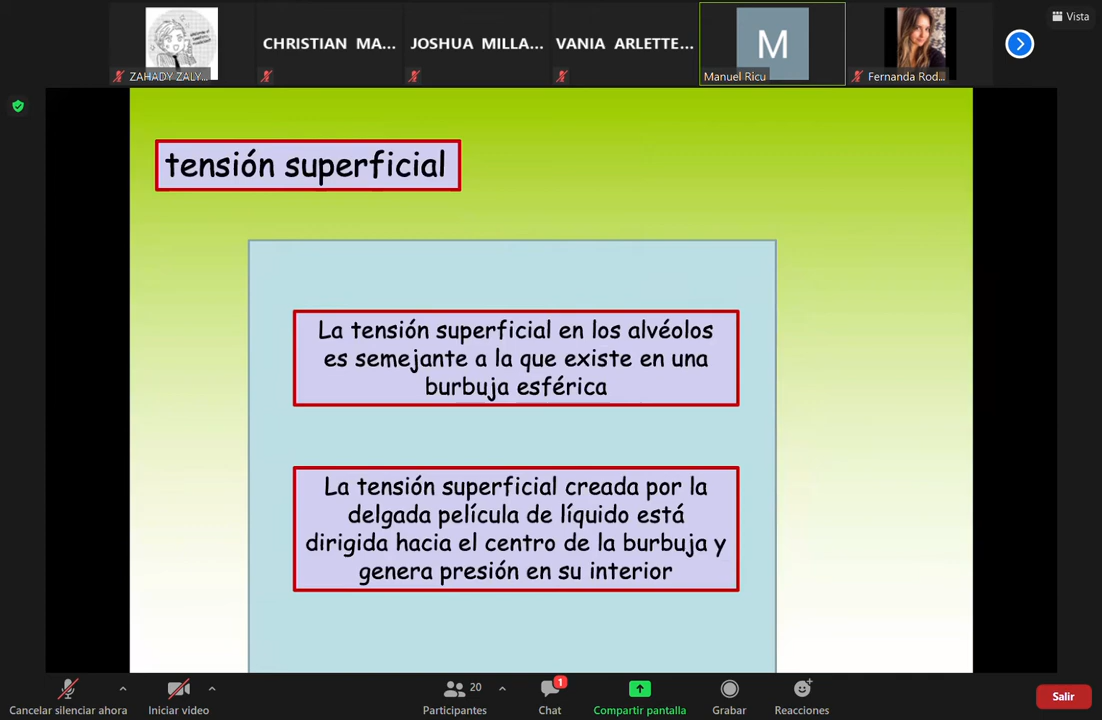 Vista
ZAHADY ZALY...
CHRISTIAN MA...
JOSHUA MILLA...
VANIA ARLETTE...
M
Manuel Ricu
Fernanda Rod...
tensión superficial
La tensión superficial en los alvéolos
es semejante a la que existe en una
burbuja esférica
La tensión superficial creada por la
delgada película de líquido está
dirigida hacia el centro de la burbuja y
genera presión en su interior
Cancelar silenciar ahora
Iniciar video
20
Participantes
1
Chat
Compartir pantalla
Grabar
Reacciones
Salir